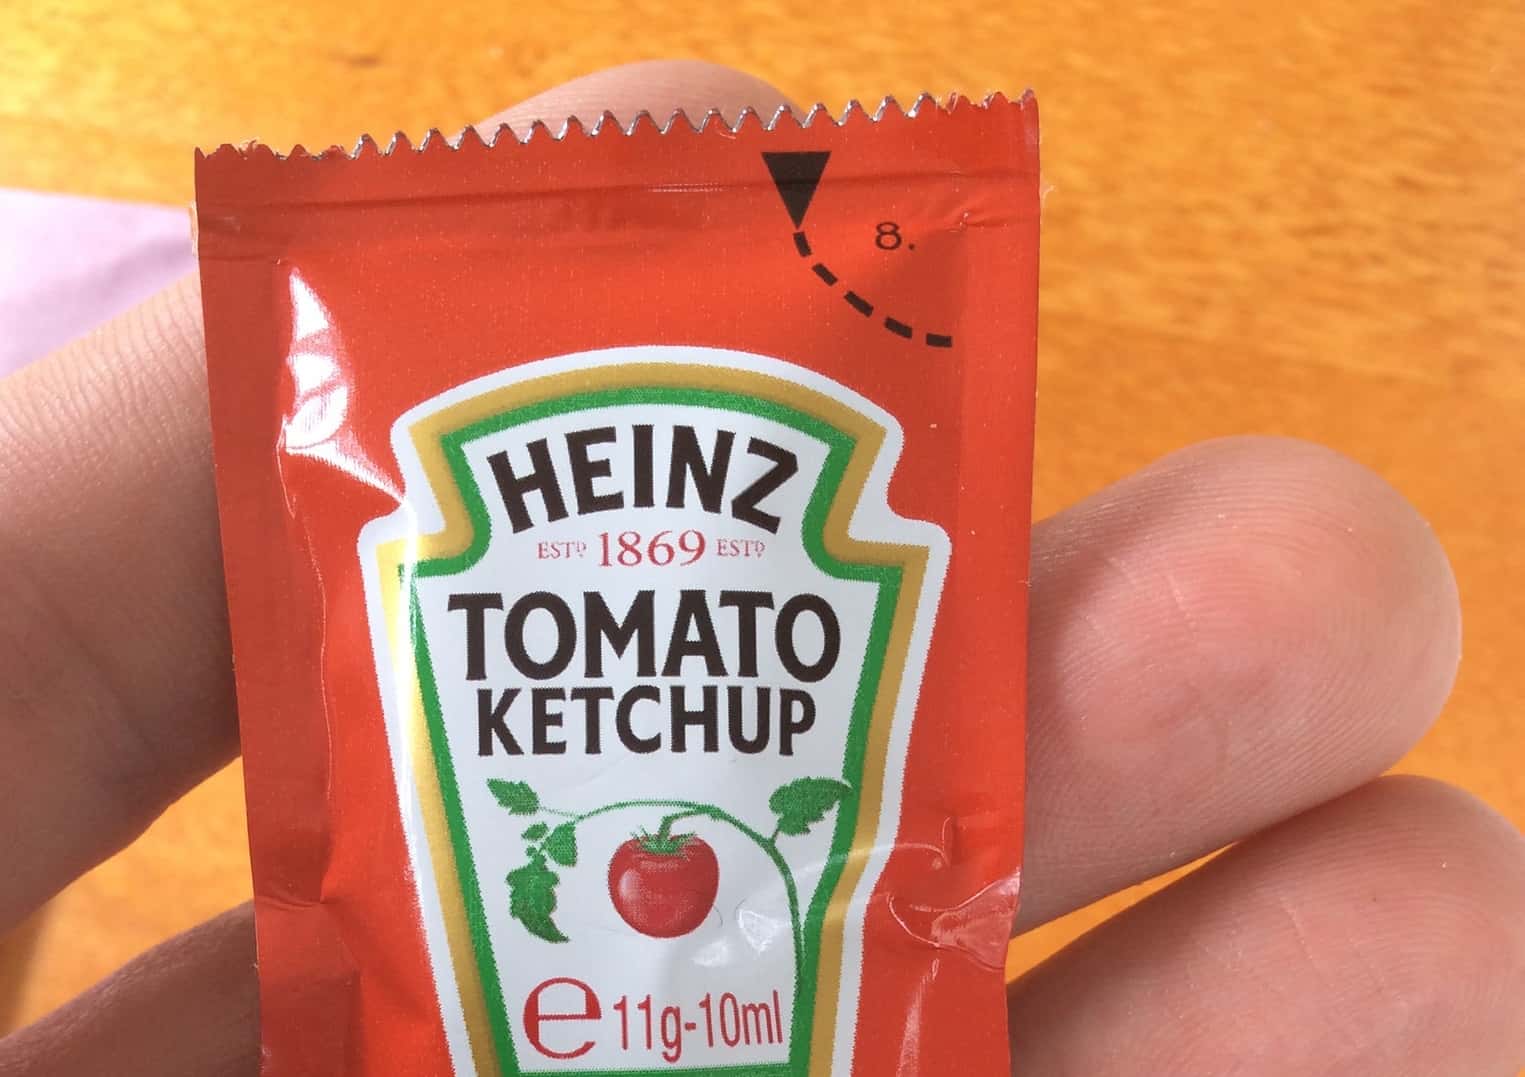 8.
HEINZ
ESTD 1869 ESTD
TOMATO
KETCHUP
e 11g-10ml